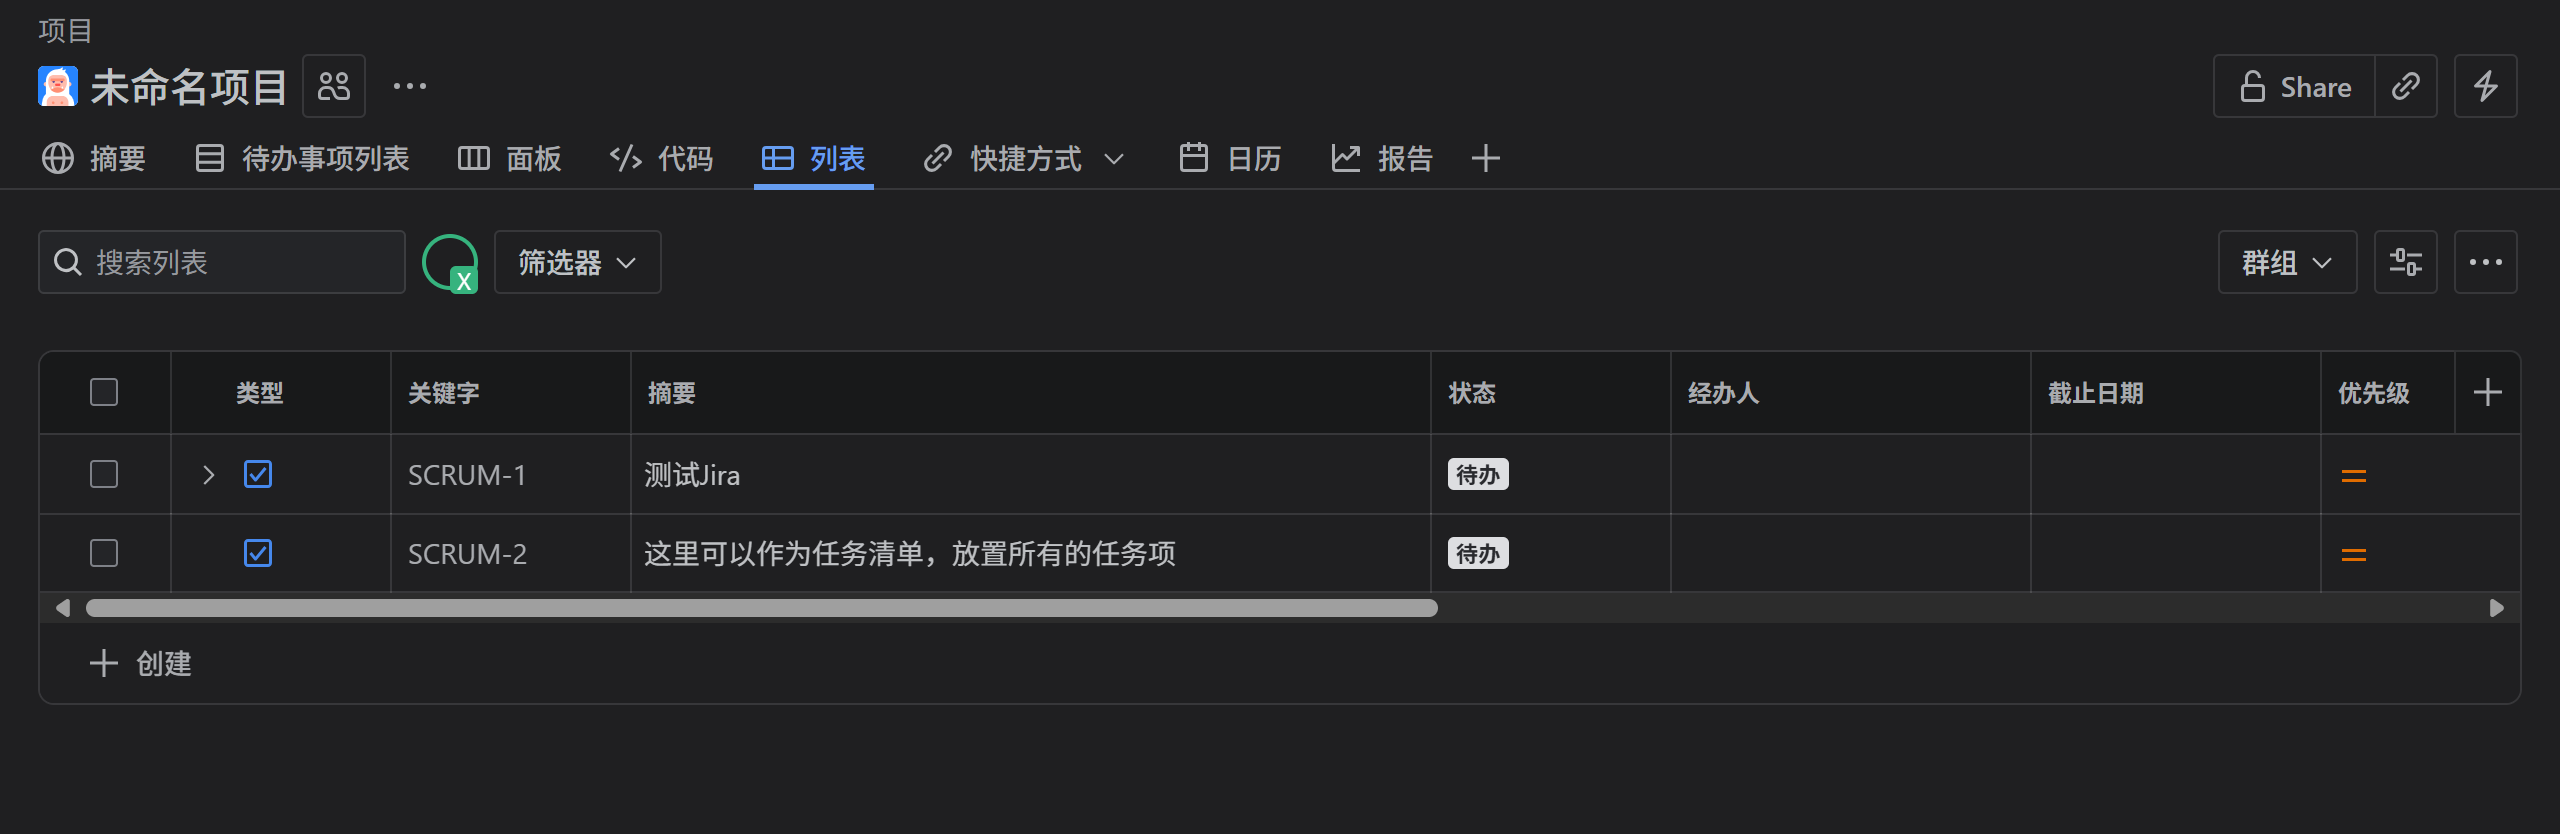 项目
未命名项目
Share
摘要 待办事项列表 面板 代码 列表 快捷方式 日历 报告
搜索列表 X 筛选器 群组
类型 关键字 摘要 状态 经办人 截止日期 优先级
SCRUM-1 测试Jira 待办
SCRUM-2 这里可以作为任务清单，放置所有的任务项 待办
创建